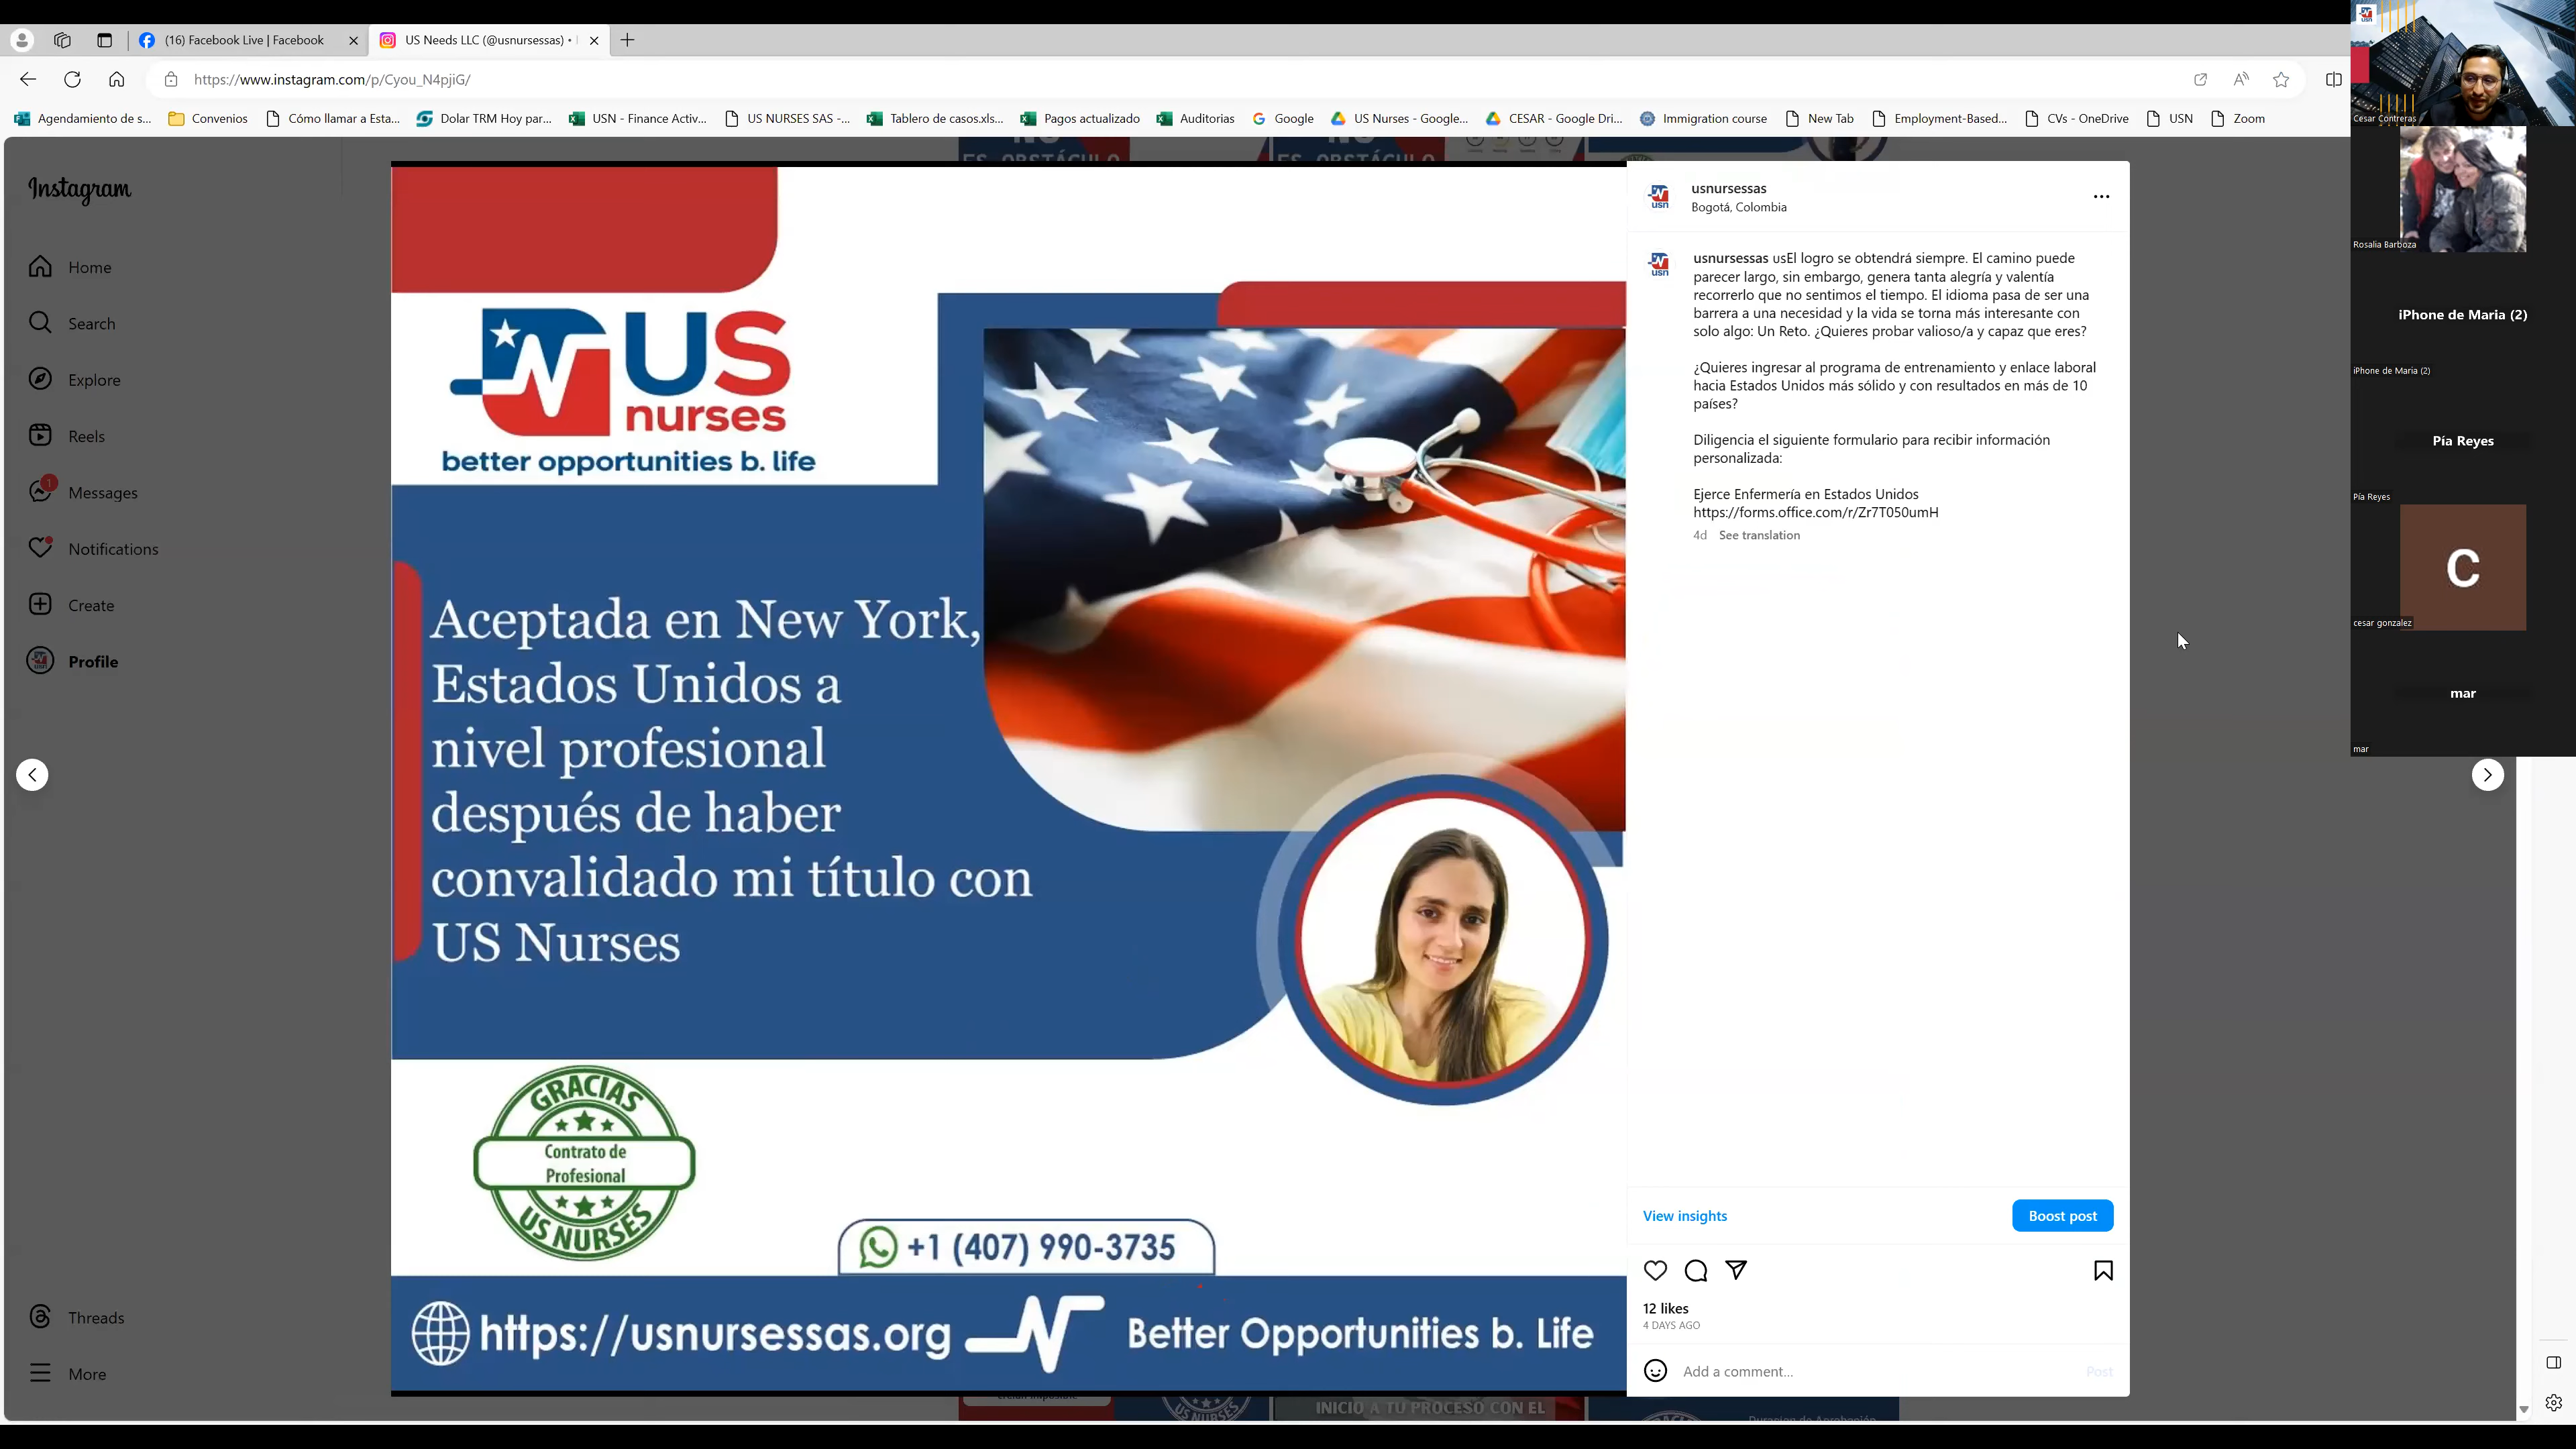 (16) Facebook Live | Facebook
US Needs LLC (@usnursessas) •
https://www.instagram.com/p/Cyou_N4pjiG/
Agendamiento de s...
Convenios
Cómo llamar a Esta...
Dolar TRM Hoy par...
USN - Finance Activ...
US NURSES SAS -...
Tablero de casos.xls...
Pagos actualizado
Auditorias
Google
US Nurses - Google...
CESAR - Google Dri...
Immigration course
New Tab
Employment-Based...
CVs - OneDrive
USN
Zoom
Instagram
Home
Search
Explore
Reels
1
Messages
Notifications
Create
Profile
Threads
More
NO
ES OBSTÁCULO
NO
ES OBSTÁCULO
US
nurses
better opportunities b. life
Aceptada en New York,
Estados Unidos a
nivel profesional
después de haber
convalidado mi título con
US Nurses
GRACIAS
Contrato de
Profesional
US NURSES
+1 (407) 990-3735
https://usnursessas.org
Better Opportunities b. Life
US NURSES
INICIO A TU PROCESO CON EL
usn
usnursessas
Bogotá, Colombia
usn
usnursessas usEl logro se obtendrá siempre. El camino puede
parecer largo, sin embargo, genera tanta alegría y valentía
recorrerlo que no sentimos el tiempo. El idioma pasa de ser una
barrera a una necesidad y la vida se torna más interesante con
solo algo: Un Reto. ¿Quieres probar valioso/a y capaz que eres?
¿Quieres ingresar al programa de entrenamiento y enlace laboral
hacia Estados Unidos más sólido y con resultados en más de 10
países?
Diligencia el siguiente formulario para recibir información
personalizada:
Ejerce Enfermería en Estados Unidos
https://forms.office.com/r/Zr7T050umH
4d See translation
View insights
Boost post
12 likes
4 DAYS AGO
Add a comment...
Post
Cesar Contreras
Rosalia Barboza
iPhone de Maria (2)
iPhone de Maria (2)
Pía Reyes
Pía Reyes
C
cesar gonzalez
mar
mar